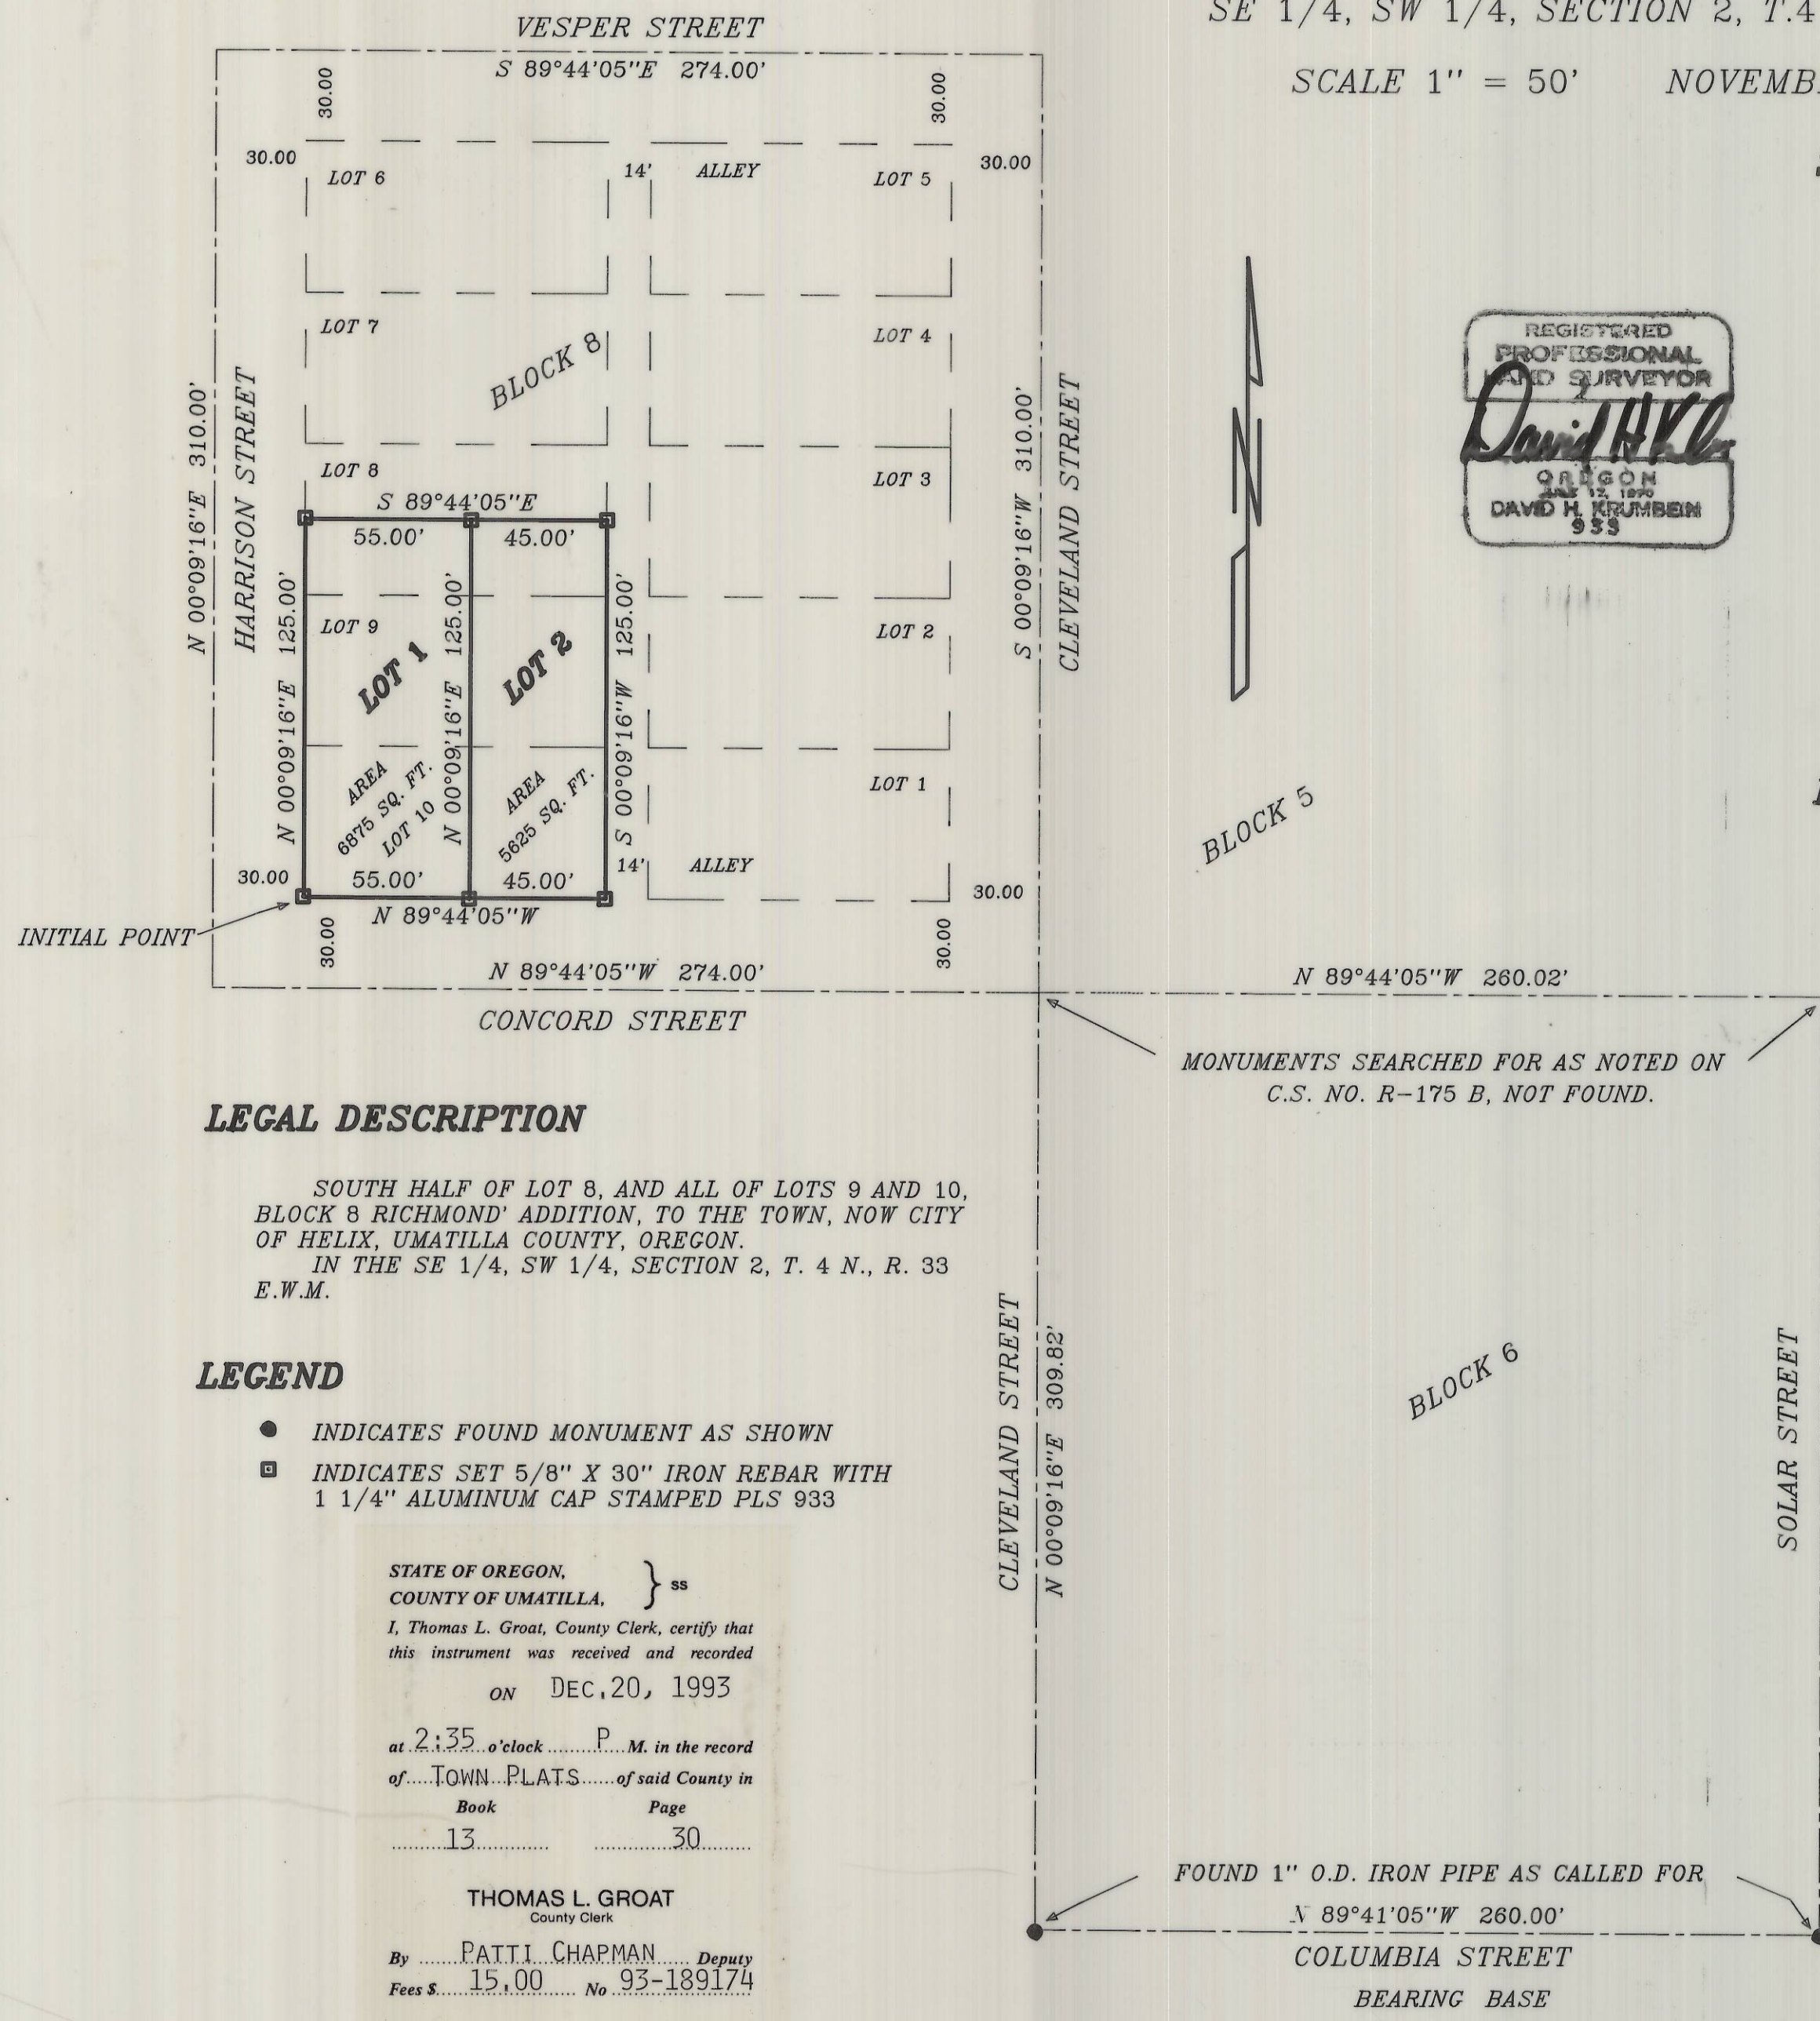 VESPER STREET
S 89°44'05"E 274.00'
SE 1/4, SW 1/4, SECTION 2, T.4
SCALE 1" = 50' NOVEMB
30.00
30.00
30.00
30.00
LOT 6
14'
ALLEY
LOT 5
LOT 7
BLOCK 8
LOT 4
N 00°09'16"E 310.00'
HARRISON STREET
S 00°09'16"W 310.00'
CLEVELAND STREET
REGISTERED
PROFESSIONAL
LAND SURVEYOR
OREGON
DAVID H. KRUMBEIN
933
LOT 8
LOT 3
S 89°44'05"E
55.00'
45.00'
N 00°09'16"E 125.00'
LOT 9
LOT 1
N 00°09'16"E 125.00'
LOT 2
S 00°09'16"W 125.00'
LOT 2
AREA
6875 SQ. FT.
LOT 10
AREA
5625 SQ. FT.
LOT 1
BLOCK 5
30.00
55.00'
45.00'
14'
ALLEY
30.00
N 89°44'05"W
INITIAL POINT
30.00
30.00
N 89°44'05"W 274.00'
N 89°44'05"W 260.02'
CONCORD STREET
MONUMENTS SEARCHED FOR AS NOTED ON
C.S. NO. R-175 B, NOT FOUND.
LEGAL DESCRIPTION
SOUTH HALF OF LOT 8, AND ALL OF LOTS 9 AND 10,
BLOCK 8 RICHMOND' ADDITION, TO THE TOWN, NOW CITY
OF HELIX, UMATILLA COUNTY, OREGON.
IN THE SE 1/4, SW 1/4, SECTION 2, T. 4 N., R. 33
E.W.M.
LEGEND
INDICATES FOUND MONUMENT AS SHOWN
INDICATES SET 5/8" X 30" IRON REBAR WITH
1 1/4" ALUMINUM CAP STAMPED PLS 933
CLEVELAND STREET
N 00°09'16"E 309.82'
BLOCK 6
SOLAR STREET
STATE OF OREGON,
COUNTY OF UMATILLA, } ss
I, Thomas L. Groat, County Clerk, certify that
this instrument was received and recorded
ON DEC.20, 1993
at 2:35 o'clock P M. in the record
of TOWN PLATS of said County in
Book Page
13 30
THOMAS L. GROAT
County Clerk
By PATTI CHAPMAN Deputy
Fees $ 15.00 No 93-189174
FOUND 1" O.D. IRON PIPE AS CALLED FOR
N 89°41'05"W 260.00'
COLUMBIA STREET
BEARING BASE